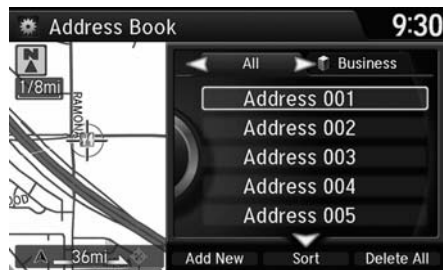 Address Book 9:30
N
1/8mi
All Business
RAMONA
Address 001
Address 002
Address 003
Address 004
Address 005
36mi
Add New Sort Delete All